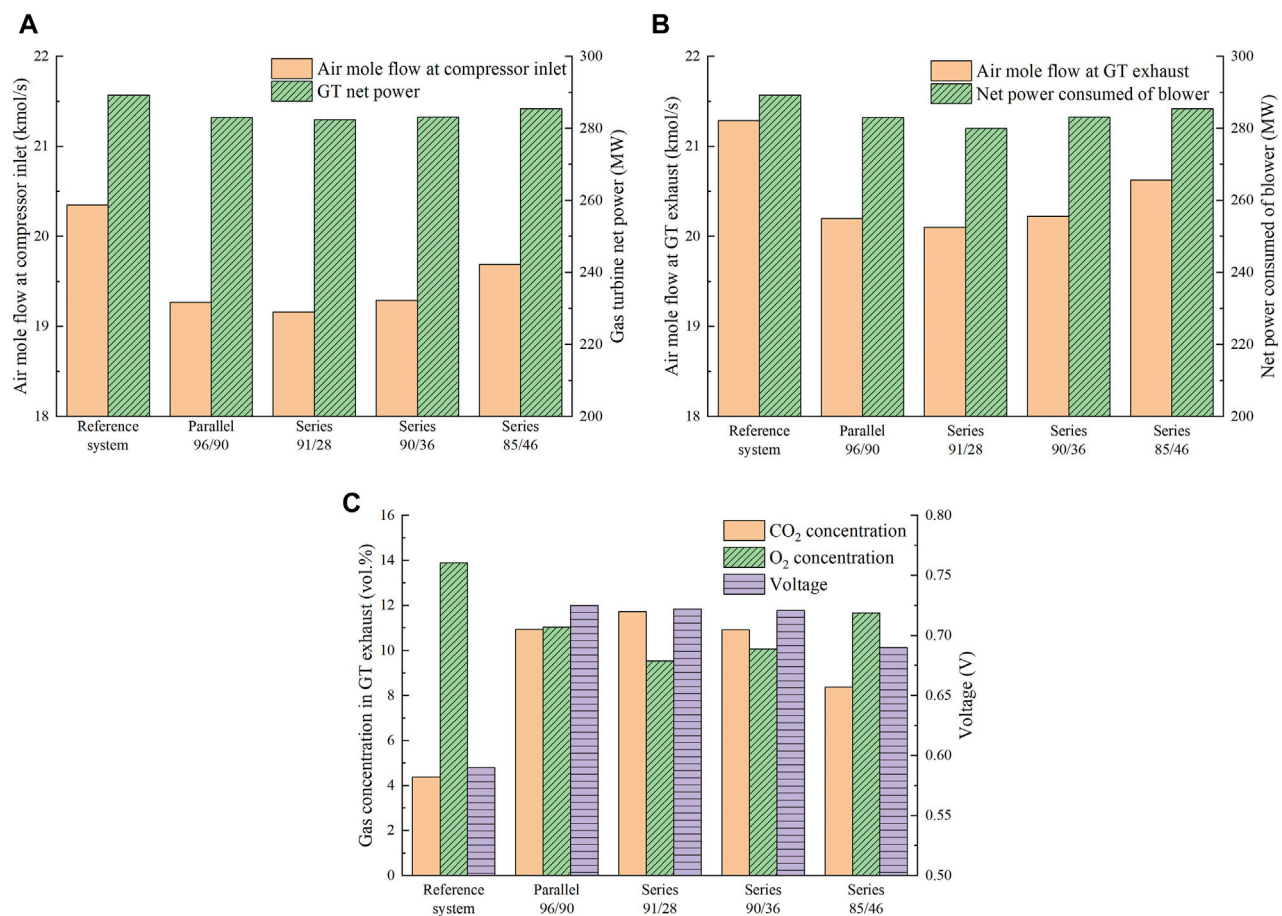 A
Air mole flow at compressor inlet (kmol/s)
22
21
20
19
18
Air mole flow at compressor inlet
GT net power
300
280
260
240
220
200
Gas turbine net power (MW)
Reference
system
Parallel
96/90
Series
91/28
Series
90/36
Series
85/46
B
Air mole flow at GT exhaust (kmol/s)
22
21
20
19
18
Air mole flow at GT exhaust
Net power consumed of blower
300
280
260
240
220
200
Net power consumed of blower (MW)
Reference
system
Parallel
96/90
Series
91/28
Series
90/36
Series
85/46
C
Gas concentration in GT exhaust (vol.%)
16
14
12
10
8
6
4
2
0
CO₂ concentration
O₂ concentration
Voltage
0.80
0.75
0.70
0.65
0.60
0.55
0.50
Voltage (V)
Reference
system
Parallel
96/90
Series
91/28
Series
90/36
Series
85/46